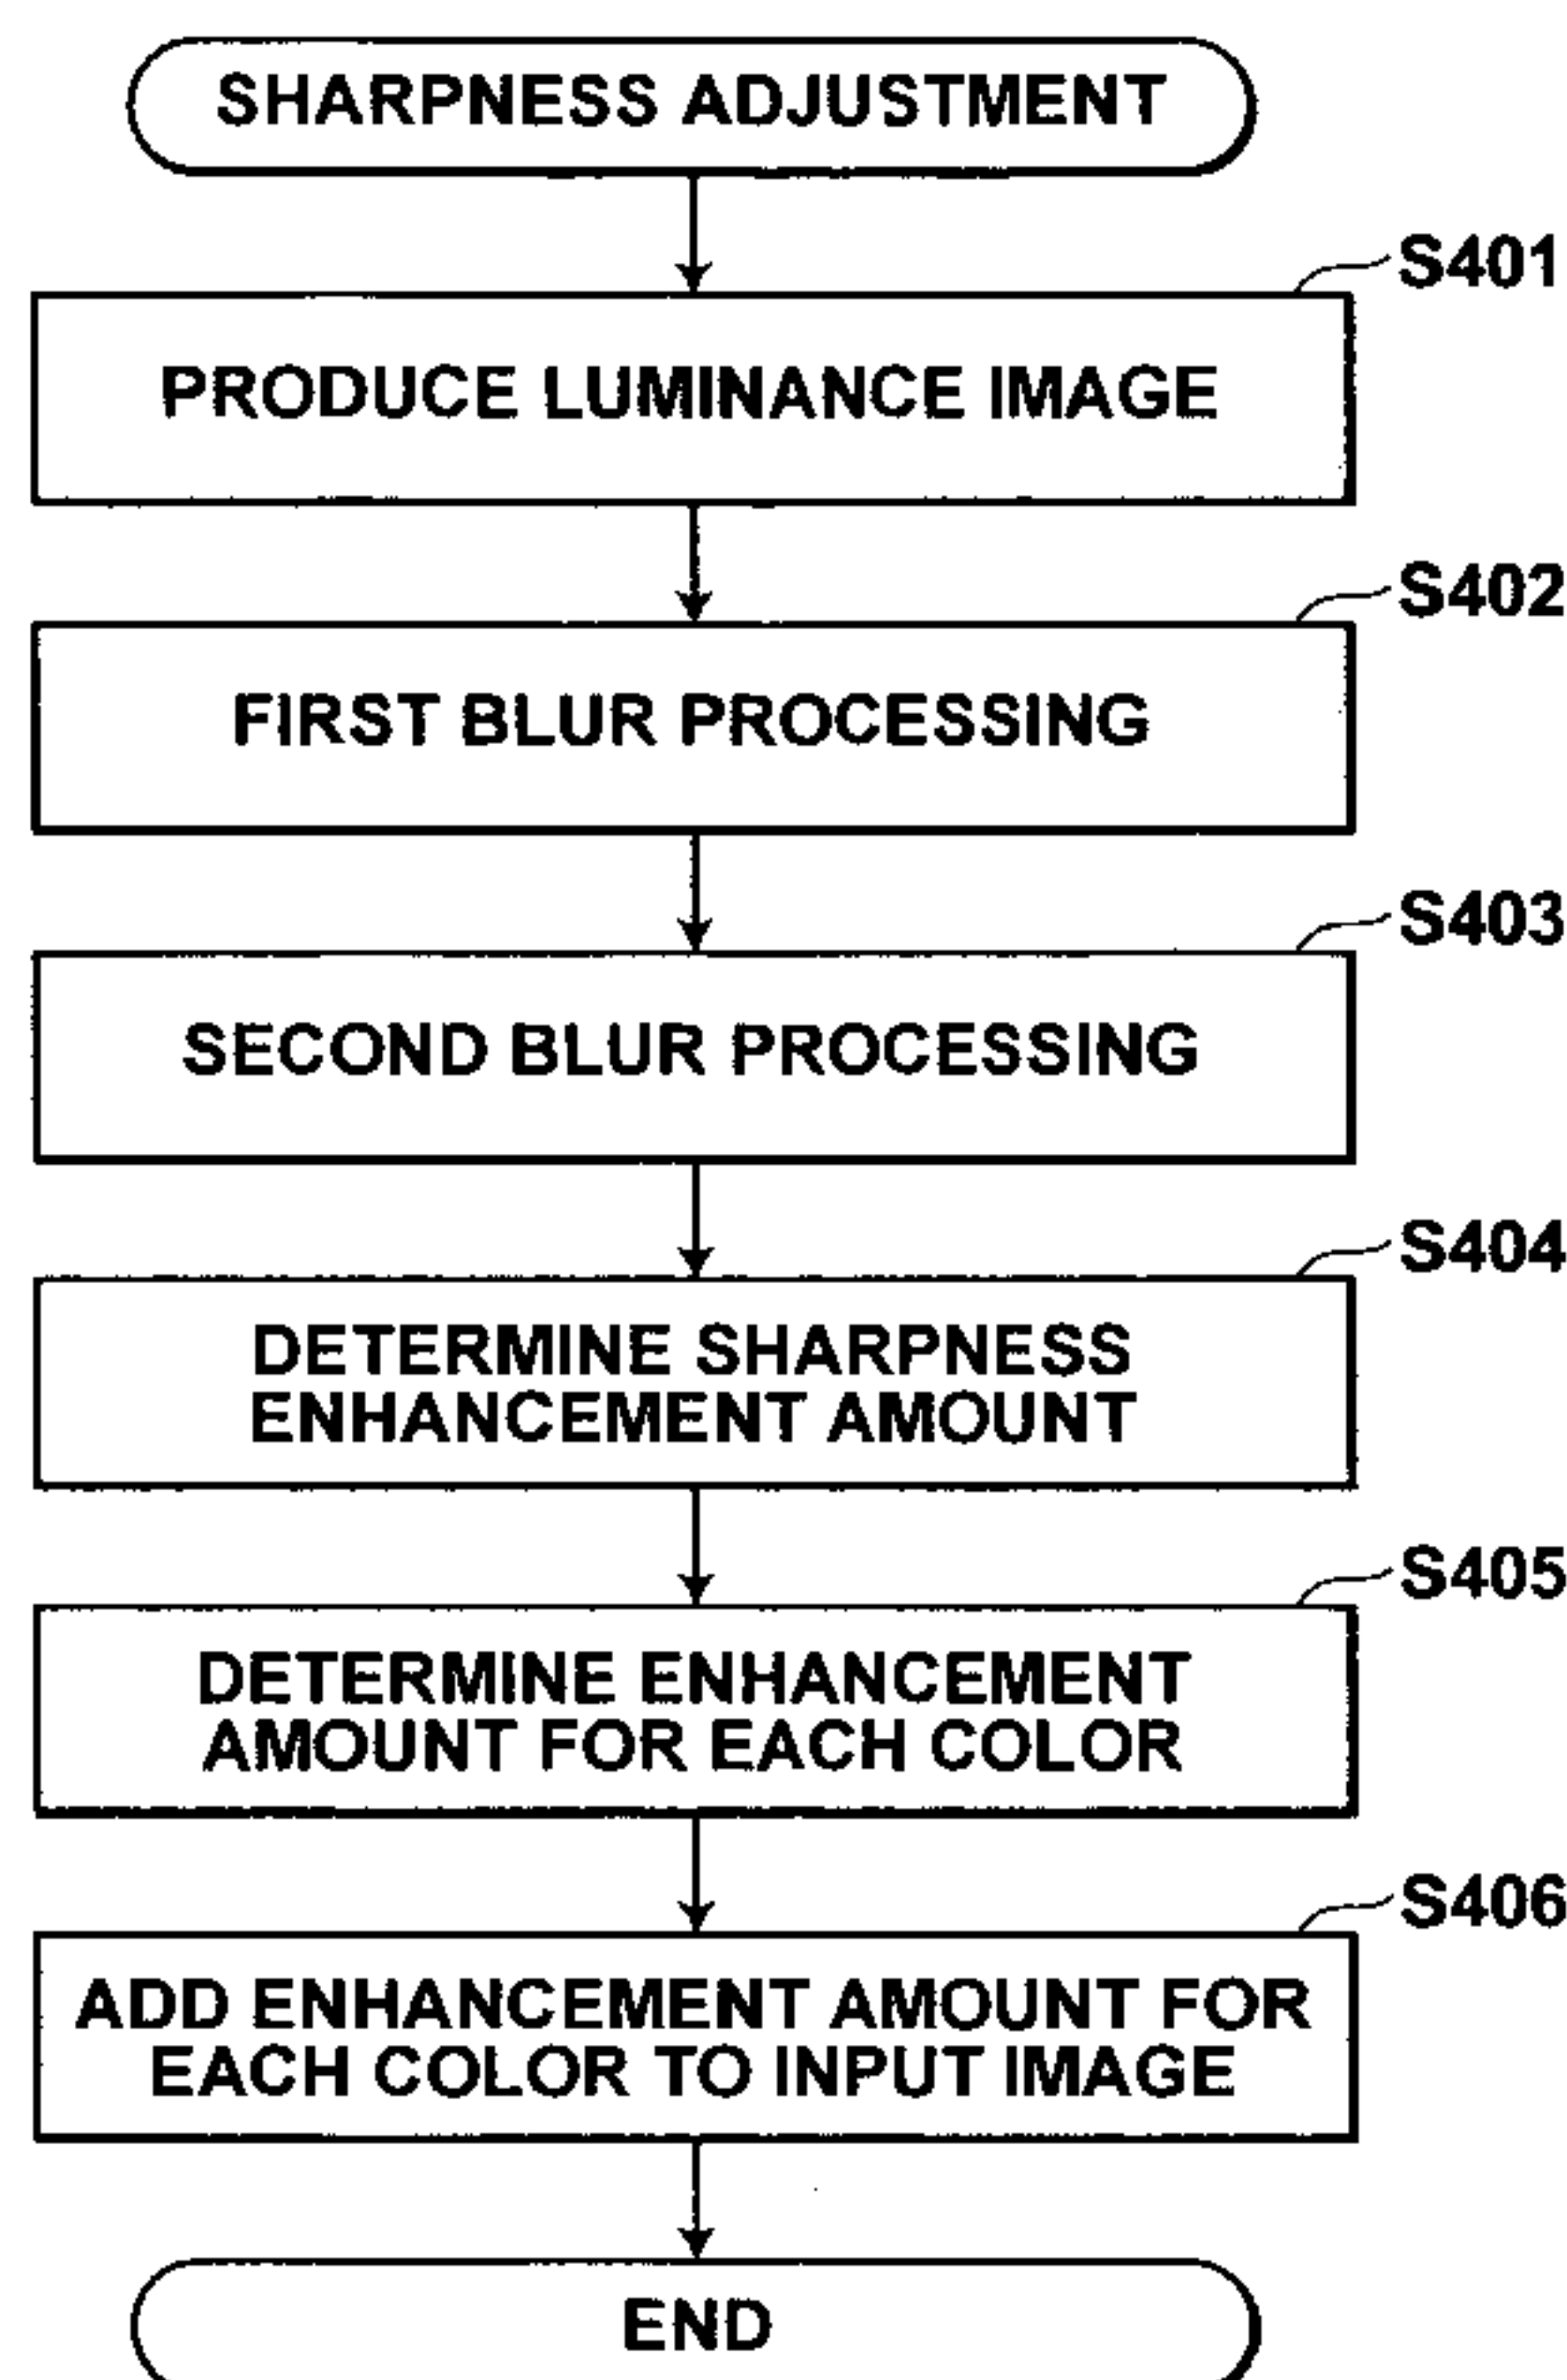 SHARPNESS ADJUSTMENT
S401
PRODUCE LUMINANCE IMAGE
S402
FIRST BLUR PROCESSING
S403
SECOND BLUR PROCESSING
S404
DETERMINE SHARPNESS
ENHANCEMENT AMOUNT
S405
DETERMINE ENHANCEMENT
AMOUNT FOR EACH COLOR
S406
ADD ENHANCEMENT AMOUNT FOR
EACH COLOR TO INPUT IMAGE
END